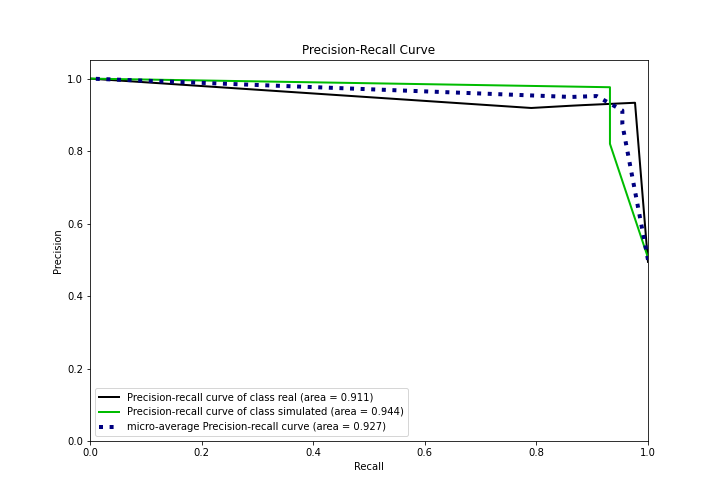 Precision-Recall Curve
1.0
0.8
0.6
0.4
0.2
0.0
Precision
Precision-recall curve of class real (area = 0.911)
Precision-recall curve of class simulated (area = 0.944)
micro-average Precision-recall curve (area = 0.927)
0.0 0.2 0.4 0.6 0.8 1.0
Recall